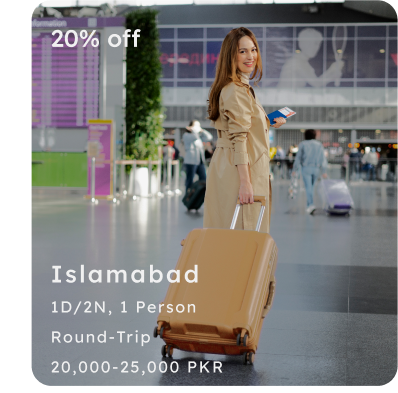 20% off
Islamabad
1D/2N, 1 Person
Round-Trip
20,000-25,000 PKR